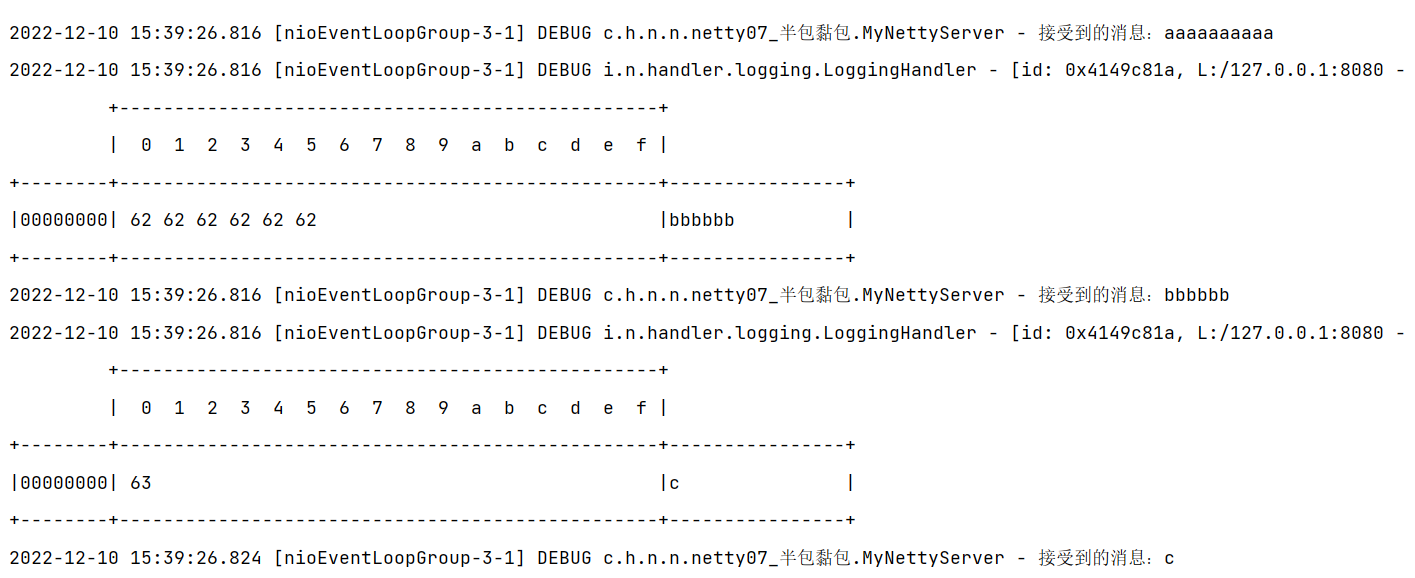 2022-12-10 15:39:26.816 [nioEventLoopGroup-3-1] DEBUG c.h.n.n.netty07_半包黏包.MyNettyServer - 接受到的消息：aaaaaaaaaa
2022-12-10 15:39:26.816 [nioEventLoopGroup-3-1] DEBUG i.n.handler.logging.LoggingHandler - [id: 0x4149c81a, L:/127.0.0.1:8080 -
         +-------------------------------------------------+
         |  0  1  2  3  4  5  6  7  8  9  a  b  c  d  e  f |
+--------+-------------------------------------------------+----------------+
|00000000| 62 62 62 62 62 62                               |bbbbbb          |
+--------+-------------------------------------------------+----------------+
2022-12-10 15:39:26.816 [nioEventLoopGroup-3-1] DEBUG c.h.n.n.netty07_半包黏包.MyNettyServer - 接受到的消息：bbbbbb
2022-12-10 15:39:26.816 [nioEventLoopGroup-3-1] DEBUG i.n.handler.logging.LoggingHandler - [id: 0x4149c81a, L:/127.0.0.1:8080 -
         +-------------------------------------------------+
         |  0  1  2  3  4  5  6  7  8  9  a  b  c  d  e  f |
+--------+-------------------------------------------------+----------------+
|00000000| 63                                              |c               |
+--------+-------------------------------------------------+----------------+
2022-12-10 15:39:26.824 [nioEventLoopGroup-3-1] DEBUG c.h.n.n.netty07_半包黏包.MyNettyServer - 接受到的消息：c